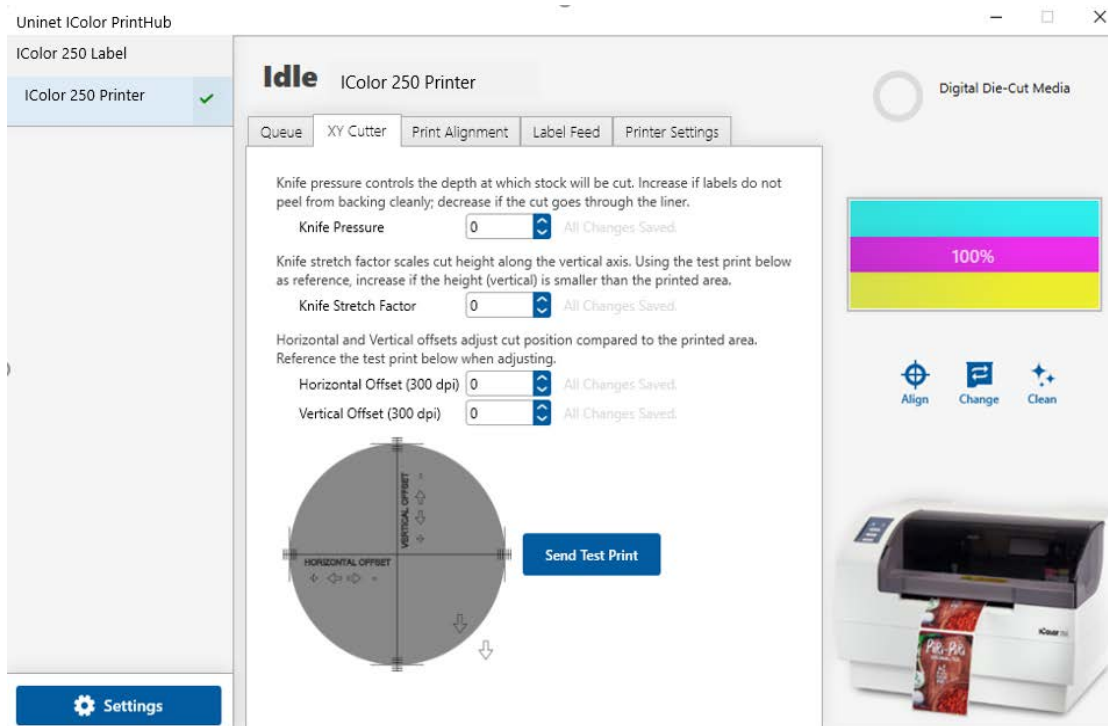 Uninet IColor PrintHub
IColor 250 Label
IColor 250 Printer
Idle IColor 250 Printer
Digital Die-Cut Media
Queue XY Cutter Print Alignment Label Feed Printer Settings
Knife pressure controls the depth at which stock will be cut. Increase if labels do not
peel from backing cleanly; decrease if the cut goes through the liner.
Knife Pressure 0 All Changes Saved.
Knife stretch factor scales cut height along the vertical axis. Using the test print below
as reference, increase if the height (vertical) is smaller than the printed area.
Knife Stretch Factor 0 All Changes Saved.
Horizontal and Vertical offsets adjust cut position compared to the printed area.
Reference the test print below when adjusting.
Horizontal Offset (300 dpi) 0 All Changes Saved.
Vertical Offset (300 dpi) 0 All Changes Saved.
VERTICAL OFFSET
HORIZONTAL OFFSET
Send Test Print
100%
Align Change Clean
Settings